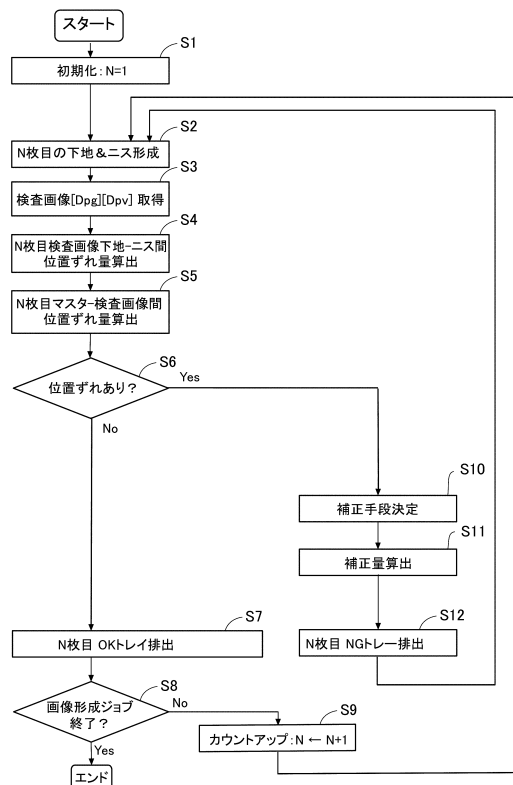 スタート
S1
初期化：N=1
S2
N枚目の下地＆ニス形成
S3
検査画像[Dpg][Dpv] 取得
S4
N枚目検査画像下地-ニス間
位置ずれ量算出
S5
N枚目マスター検査画像間
位置ずれ量算出
S6
位置ずれあり？
Yes
No
S10
補正手段決定
S11
補正量算出
S12
N枚目 NGトレー排出
S7
N枚目 OKトレイ排出
S8
画像形成ジョブ
終了？
No
Yes
S9
カウントアップ：N ← N+1
エンド